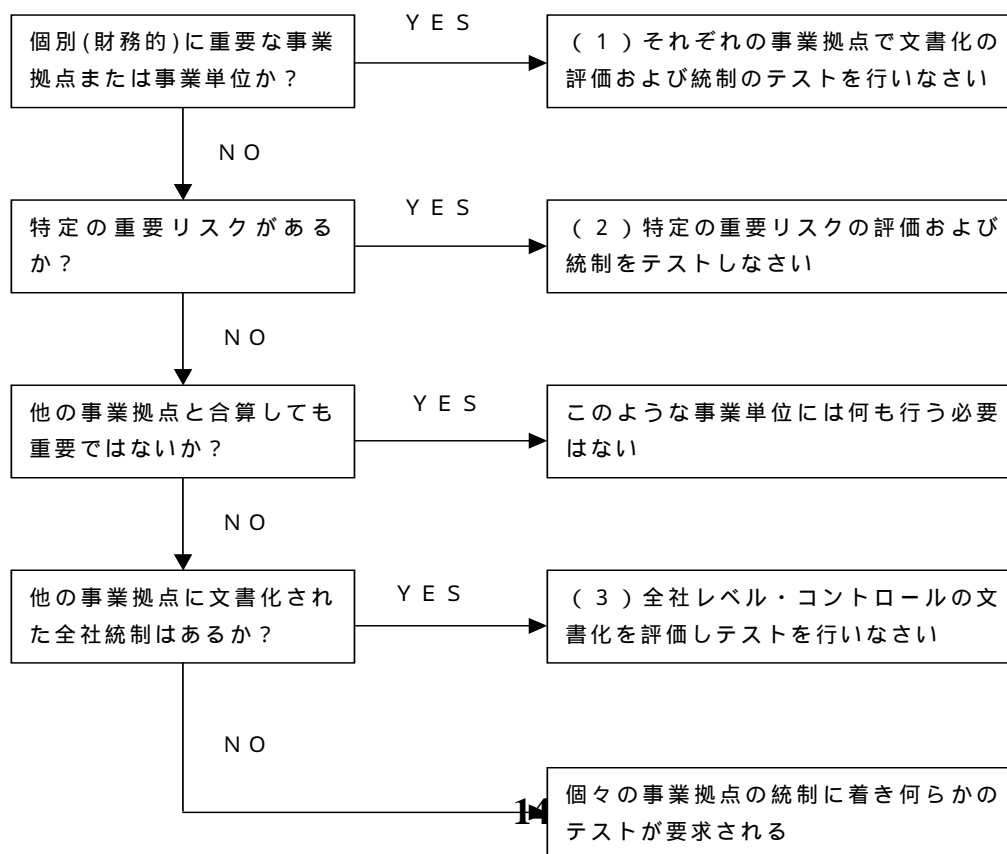 個別(財務的)に重要な事業
拠点または事業単位か？
YES
（１）それぞれの事業拠点で文書化の
評価および統制のテストを行いなさい
NO
特定の重要リスクがある
か？
YES
（２）特定の重要リスクの評価および
統制をテストしなさい
NO
他の事業拠点と合算しても
重要ではないか？
YES
このような事業単位には何も行う必要
はない
NO
他の事業拠点に文書化され
た全社統制はあるか？
YES
（３）全社レベル・コントロールの文
書化を評価しテストを行いなさい
NO
個々の事業拠点の統制に着き何らかの
テストが要求される
14